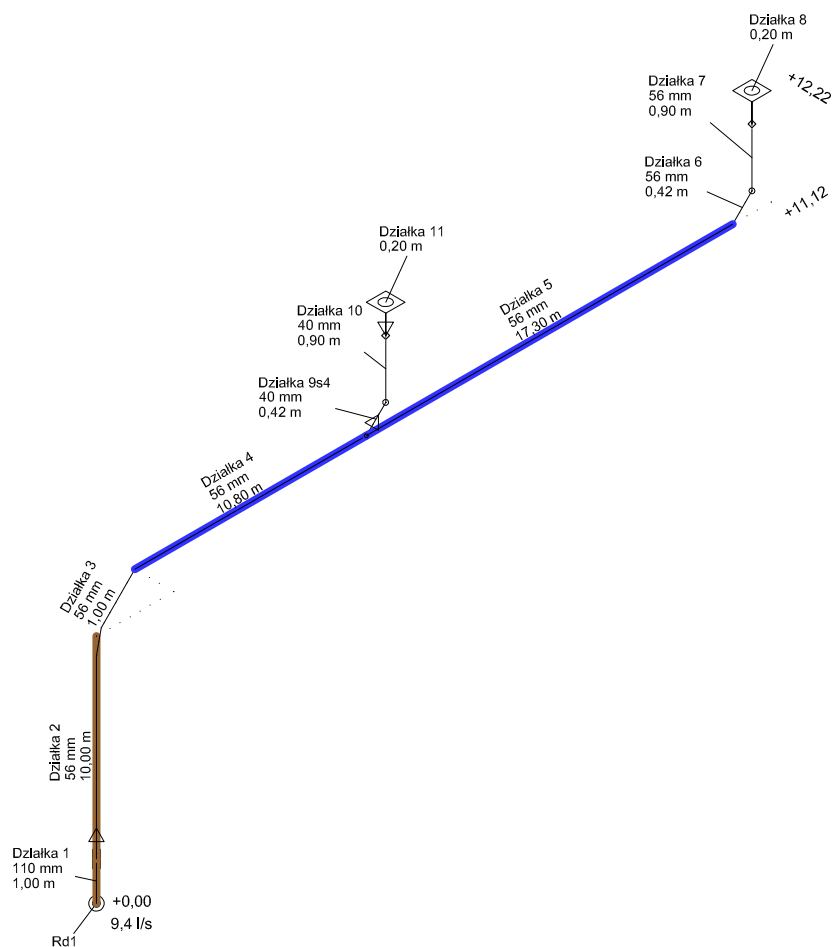 Działka 8
0,20 m
+12,22
Działka 7
56 mm
0,90 m
Działka 6
56 mm
0,42 m
+11,12
Działka 11
0,20 m
Działka 5
56 mm
17,30 m
Działka 10
40 mm
0,90 m
Działka 9s4
40 mm
0,42 m
Działka 4
56 mm
10,80 m
Działka 3
56 mm
1,00 m
Działka 2
56 mm
10,00 m
Działka 1
110 mm
1,00 m
+0,00
9,4 l/s
Rd1